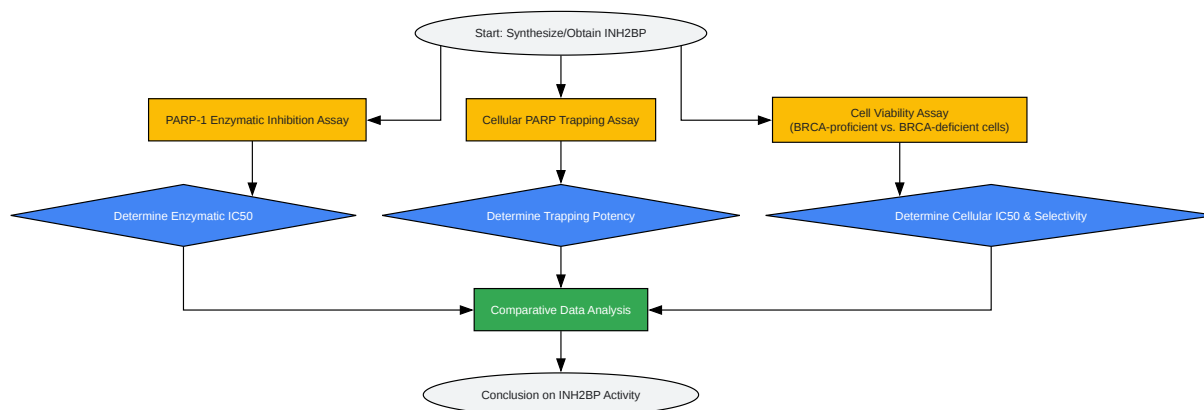 Start: Synthesize/Obtain INH2BP
PARP-1 Enzymatic Inhibition Assay
Cellular PARP Trapping Assay
Cell Viability Assay
(BRCA-proficient vs. BRCA-deficient cells)
Determine Enzymatic IC50
Determine Trapping Potency
Determine Cellular IC50 & Selectivity
Comparative Data Analysis
Conclusion on INH2BP Activity